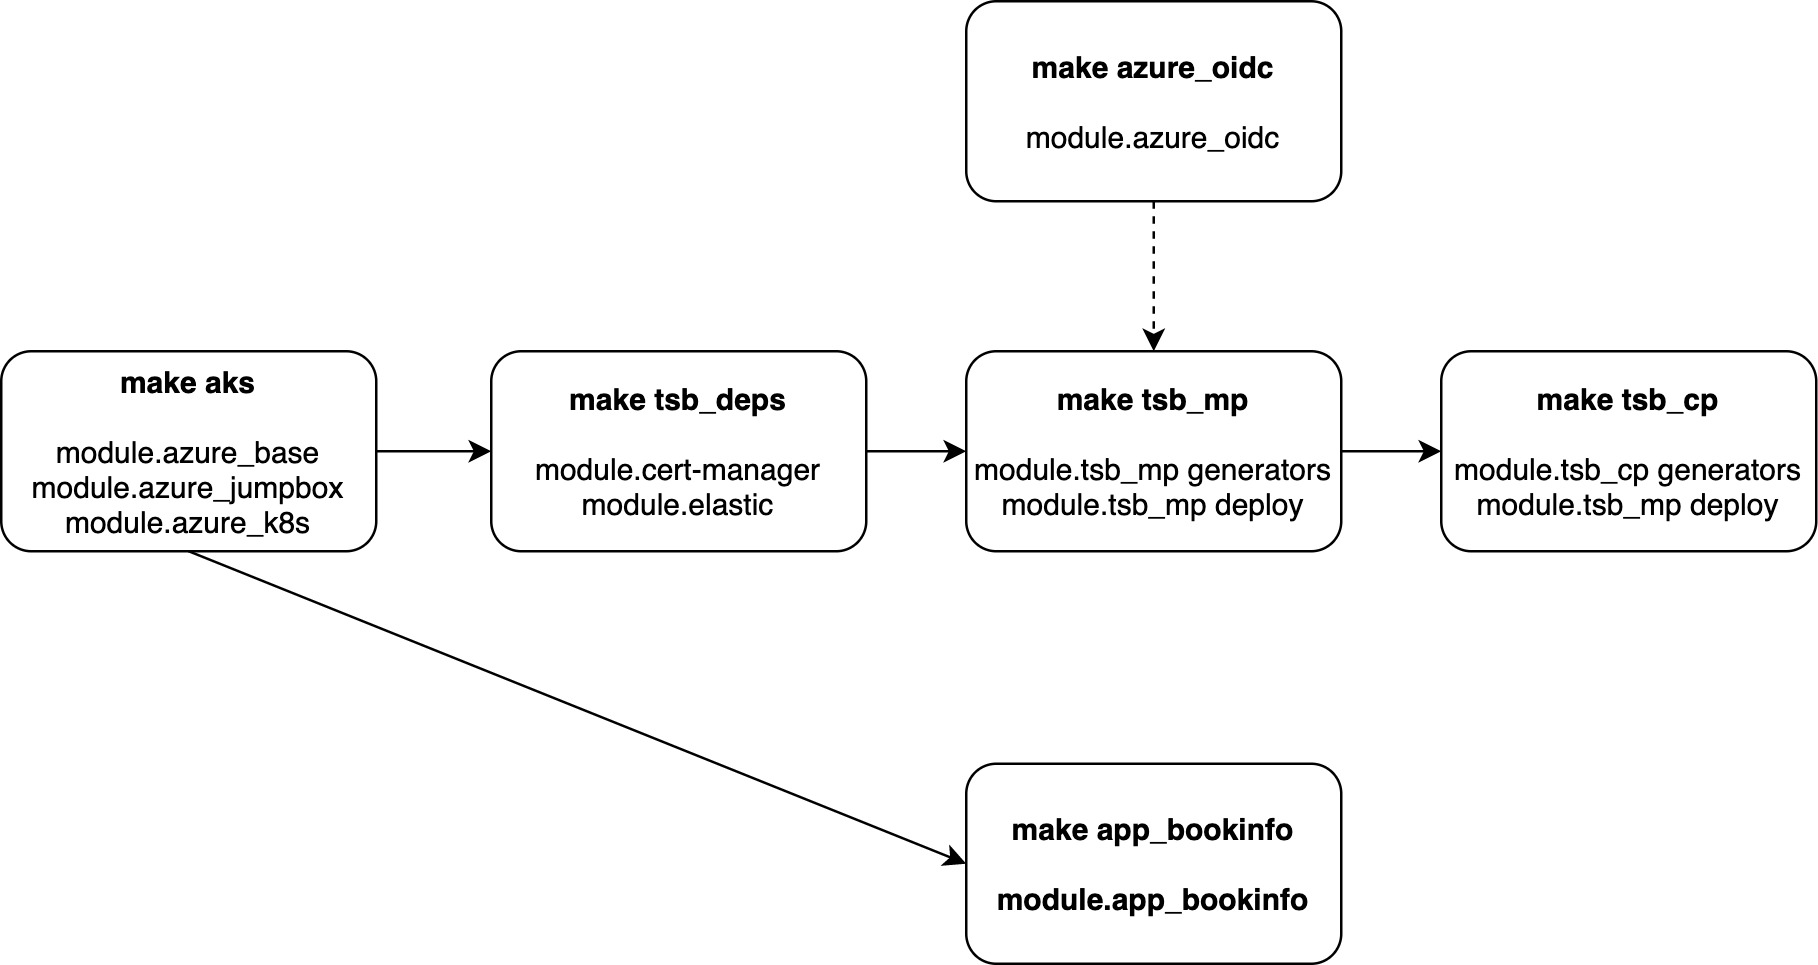 make azure_oidc
module.azure_oidc
make aks
module.azure_base
module.azure_jumpbox
module.azure_k8s
make tsb_deps
module.cert-manager
module.elastic
make tsb_mp
module.tsb_mp generators
module.tsb_mp deploy
make tsb_cp
module.tsb_cp generators
module.tsb_mp deploy
make app_bookinfo
module.app_bookinfo